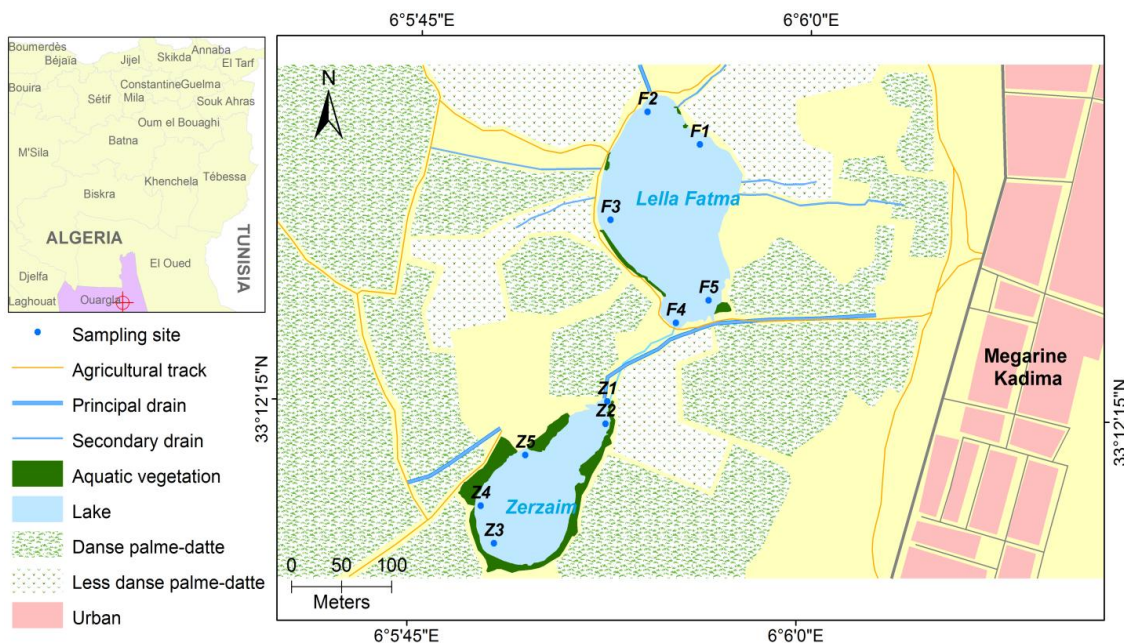 6°5'45"E
6°6'0"E
Boumerdès
Béjaïa
Jijel
Skikda
Annaba
El Tarf
Bouira
Constantine
Guelma
Sétif
Mila
Souk Ahras
Oum el Bouaghi
Batna
M'Sila
Khenchela
Tébessa
Biskra
ALGERIA
TUNISIA
El Oued
Djelfa
Laghouat
Ouargla
N
F2
F1
Lella Fatma
F3
F5
F4
Megarine
Kadima
Z1
Z2
Z5
Z4
Zerzaim
Z3
33°12'15"N
33°12'15"N
Sampling site
Agricultural track
Principal drain
Secondary drain
Aquatic vegetation
Lake
Danse palme-datte
Less danse palme-datte
Urban
0 50 100
Meters
6°5'45"E
6°6'0"E